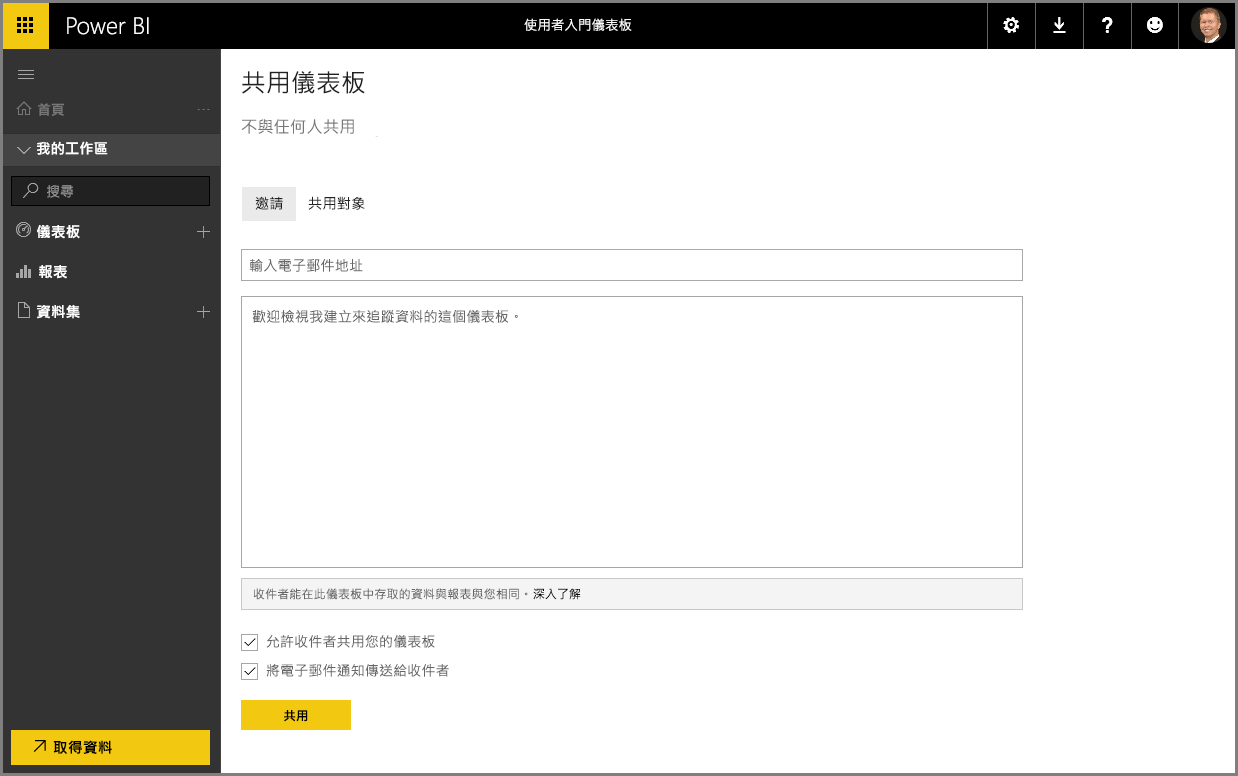 Power BI
使用者入門儀表板
?
首頁
我的工作區
搜尋
儀表板
報表
資料集
取得資料
共用儀表板
不與任何人共用
邀請 共用對象
輸入電子郵件地址
歡迎檢視我建立來追蹤資料的這個儀表板。
收件者能在此儀表板中存取的資料與報表與您相同。深入了解
允許收件者共用您的儀表板
將電子郵件通知傳送給收件者
共用